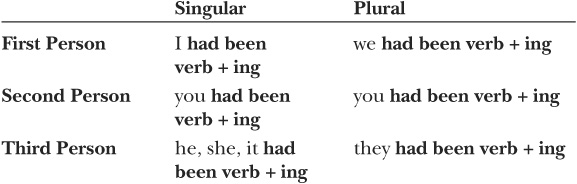 Singular Plural
First Person I had been we had been verb + ing
verb + ing
Second Person you had been you had been verb + ing
verb + ing
Third Person he, she, it had they had been verb + ing
been verb + ing